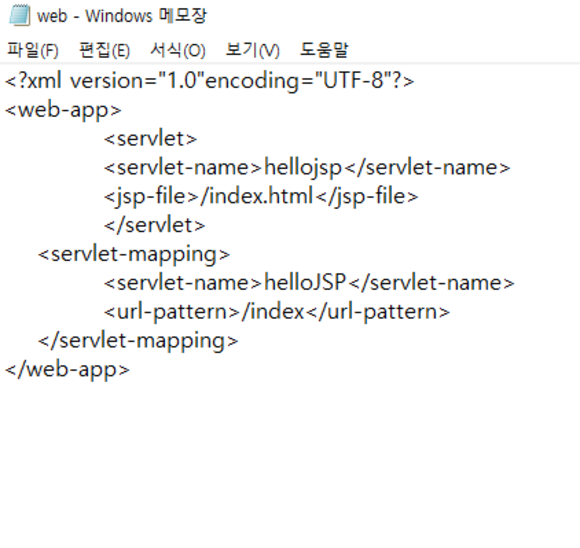 web - Windows 메모장
파일(F) 편집(E) 서식(O) 보기(V) 도움말
<?xml version="1.0"encoding="UTF-8"?>
<web-app>
<servlet>
<servlet-name>hellojsp</servlet-name>
<jsp-file>/index.html</jsp-file>
</servlet>
<servlet-mapping>
<servlet-name>helloJSP</servlet-name>
<url-pattern>/index</url-pattern>
</servlet-mapping>
</web-app>